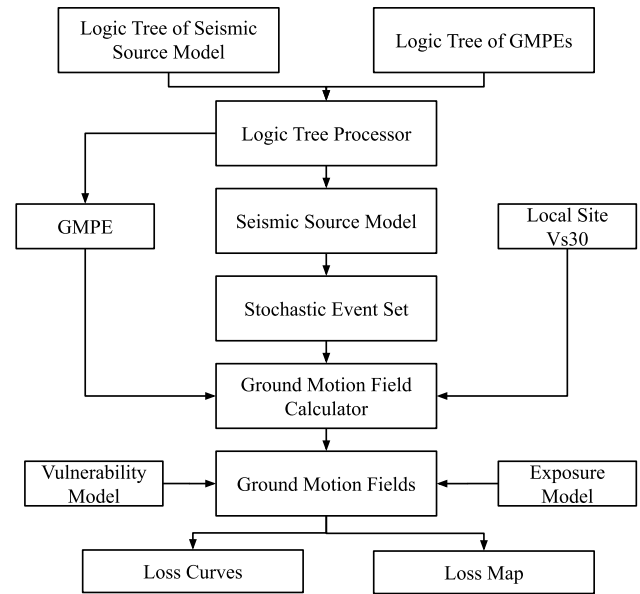 Logic Tree of Seismic
Source Model
Logic Tree of GMPEs
Logic Tree Processor
GMPE
Seismic Source Model
Local Site
Vs30
Stochastic Event Set
Ground Motion Field
Calculator
Vulnerability
Model
Ground Motion Fields
Exposure
Model
Loss Curves
Loss Map